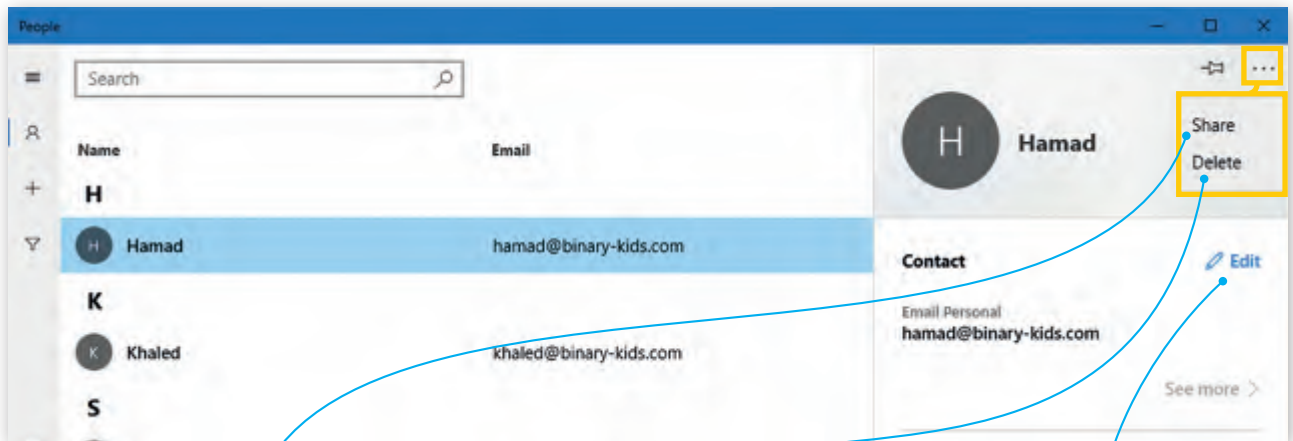 People
Search
Name Email
H
H Hamad hamad@binary-kids.com
K
K Khaled khaled@binary-kids.com
S
H Hamad
Share
Delete
Contact Edit
Email Personal
hamad@binary-kids.com
See more